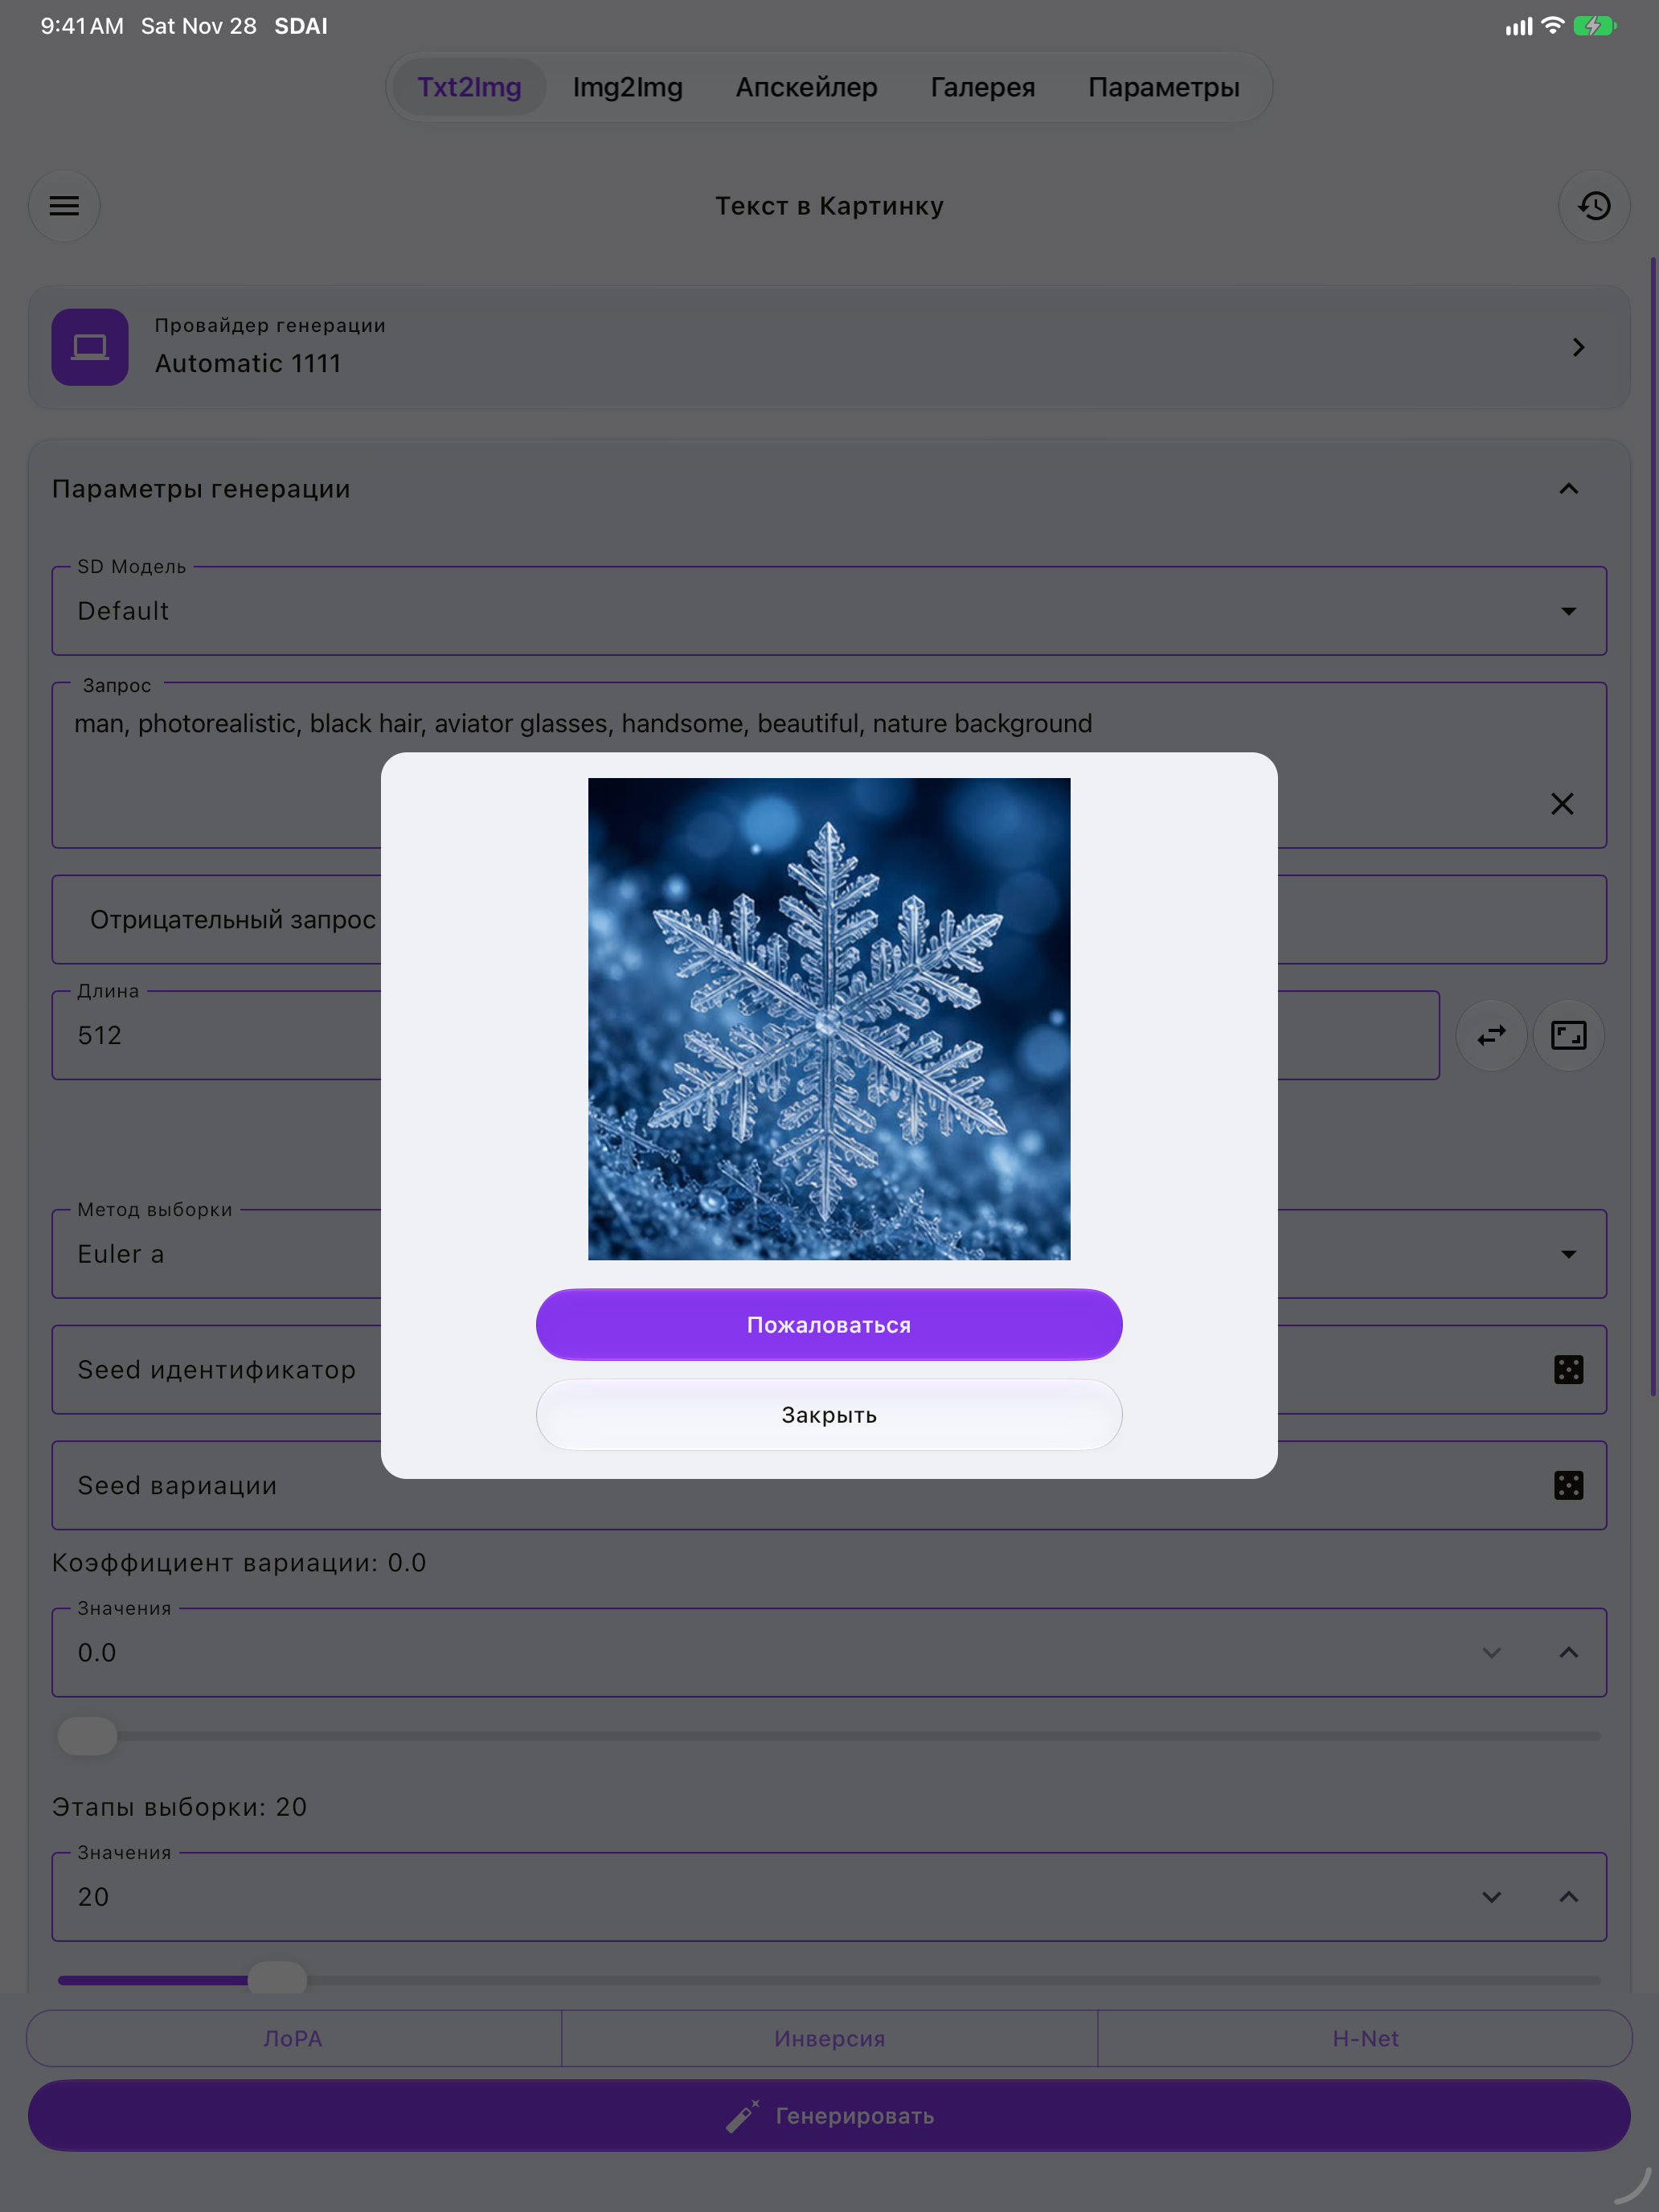 9:41 AM Sat Nov 28 SDAI
Txt2Img Img2Img Апскейлер Галерея Параметры
Текст в Картинку
Провайдер генерации
Automatic 1111
Параметры генерации
SD Модель
Default
Запрос
man, photorealistic, black hair, aviator glasses, handsome, beautiful, nature background
Отрицательный запрос
Длина
512
Метод выборки
Euler a
Пожаловаться
Seed идентификатор
Закрыть
Seed вариации
Коэффициент вариации: 0.0
Значения
0.0
Этапы выборки: 20
Значения
20
ЛоРА Инверсия H-Net
Генерировать